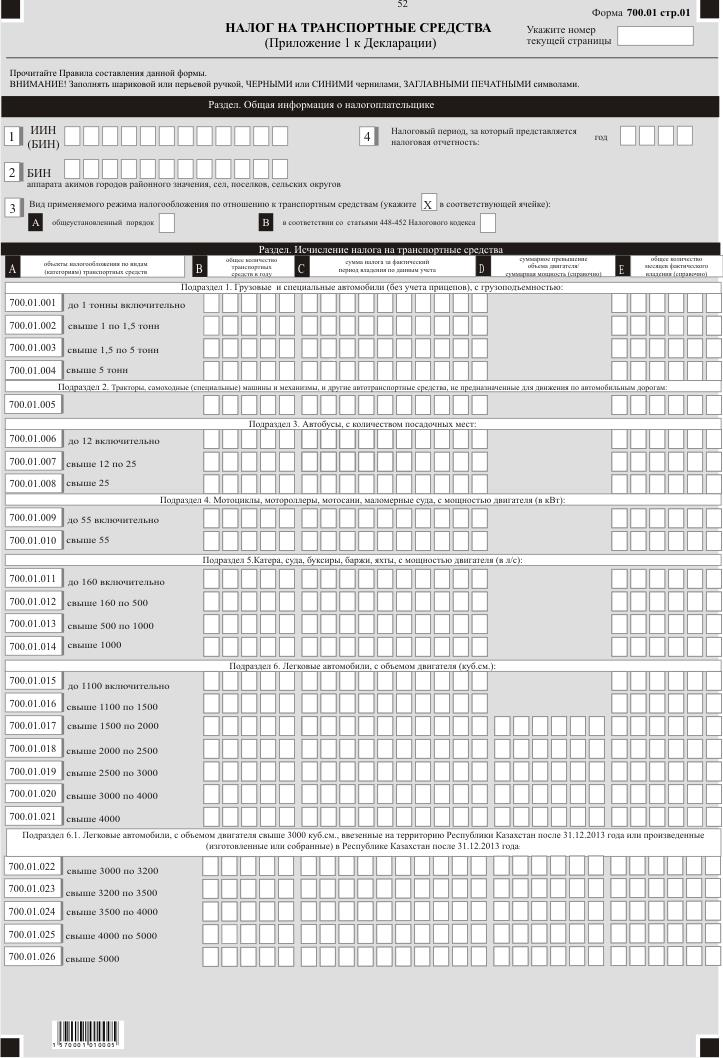 52
Форма 700.01 стр.01
НАЛОГ НА ТРАНСПОРТНЫЕ СРЕДСТВА
(Приложение 1 к Декларации)
Укажите номер
текущей страницы
Прочитайте Правила составления данной формы.
ВНИМАНИЕ! Заполнять шариковой или перьевой ручкой, ЧЕРНЫМИ или СИНИМИ чернилами, ЗАГЛАВНЫМИ ПЕЧАТНЫМИ символами.
Раздел. Общая информация о налогоплательщике
1 ИИН
(БИН)
4 Налоговый период, за который представляется
налоговая отчетность: год
2 БИН
аппарата акимов городов районного значения, сел, поселков, сельских округов
3 Вид применяемого режима налогообложения по отношению к транспортным средствам (укажите X в соответствующей ячейке):
A общеустановленный порядок B в соответствии со статьями 448-452 Налогового кодекса
Раздел. Исчисление налога на транспортные средства
A объекты налогообложения по видам
(категориям) транспортных средств
B общее количество
транспортных
средств в году
C сумма налога за фактический
период владения по данным учета
D суммарное превышение
объема двигателя/
суммарная мощность (справочно)
E общее количество
месяцев фактического
владения (справочно)
Подраздел 1. Грузовые и специальные автомобили (без учета прицепов), с грузоподъемностью:
700.01.001 до 1 тонны включительно
700.01.002 свыше 1 по 1,5 тонн
700.01.003 свыше 1,5 по 5 тонн
700.01.004 свыше 5 тонн
Подраздел 2. Тракторы, самоходные (специальные) машины и механизмы, и другие автотранспортные средства, не предназначенные для движения по автомобильным дорогам:
700.01.005
Подраздел 3. Автобусы, с количеством посадочных мест:
700.01.006 до 12 включительно
700.01.007 свыше 12 по 25
700.01.008 свыше 25
Подраздел 4. Мотоциклы, мотороллеры, мотосани, маломерные суда, с мощностью двигателя (в кВт):
700.01.009 до 55 включительно
700.01.010 свыше 55
Подраздел 5.Катера, суда, буксиры, баржи, яхты, с мощностью двигателя (в л/с):
700.01.011 до 160 включительно
700.01.012 свыше 160 по 500
700.01.013 свыше 500 по 1000
700.01.014 свыше 1000
Подраздел 6. Легковые автомобили, с объемом двигателя (куб.см.):
700.01.015 до 1100 включительно
700.01.016 свыше 1100 по 1500
700.01.017 свыше 1500 по 2000
700.01.018 свыше 2000 по 2500
700.01.019 свыше 2500 по 3000
700.01.020 свыше 3000 по 4000
700.01.021 свыше 4000
Подраздел 6.1. Легковые автомобили, с объемом двигателя свыше 3000 куб.см., ввезенные на территорию Республики Казахстан после 31.12.2013 года или произведенные
(изготовленные или собранные) в Республике Казахстан после 31.12.2013 года:
700.01.022 свыше 3000 по 3200
700.01.023 свыше 3200 по 3500
700.01.024 свыше 3500 по 4000
700.01.025 свыше 4000 по 5000
700.01.026 свыше 5000
1570001010005